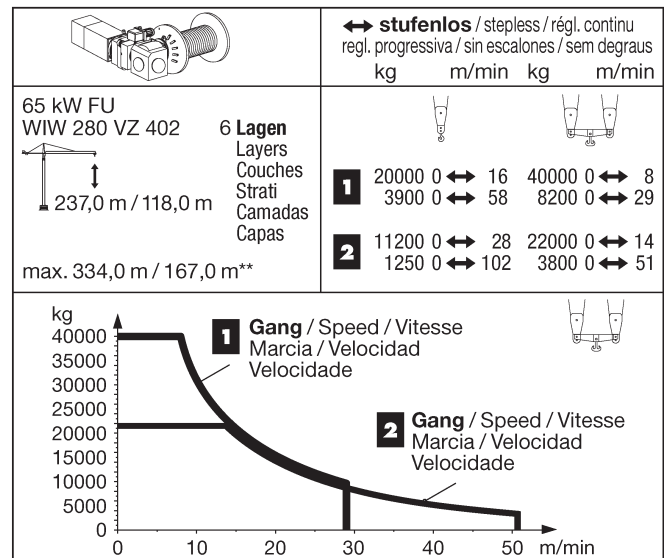 stufenlos / stepless / régl. continu
regl. progressiva / sin escalones / sem degraus
kg m/min kg m/min
65 kW FU
WIW 280 VZ 402
6 Lagen
Layers
Couches
Strati
Camadas
Capas
237,0 m / 118,0 m
max. 334,0 m / 167,0 m**
1
20000 0 ↔ 16 40000 0 ↔ 8
3900 ↔ 58 8200 ↔ 29
2
11200 0 ↔ 28 22000 0 ↔ 14
1250 0 ↔ 102 3800 0 ↔ 51
kg
40000
35000
30000
25000
20000
15000
10000
5000
0
1 Gang / Speed / Vitesse
Marcia / Velocidad
Velocidade
2 Gang / Speed / Vitesse
Marcia / Velocidad
Velocidade
0 10 20 30 40 50 m/min